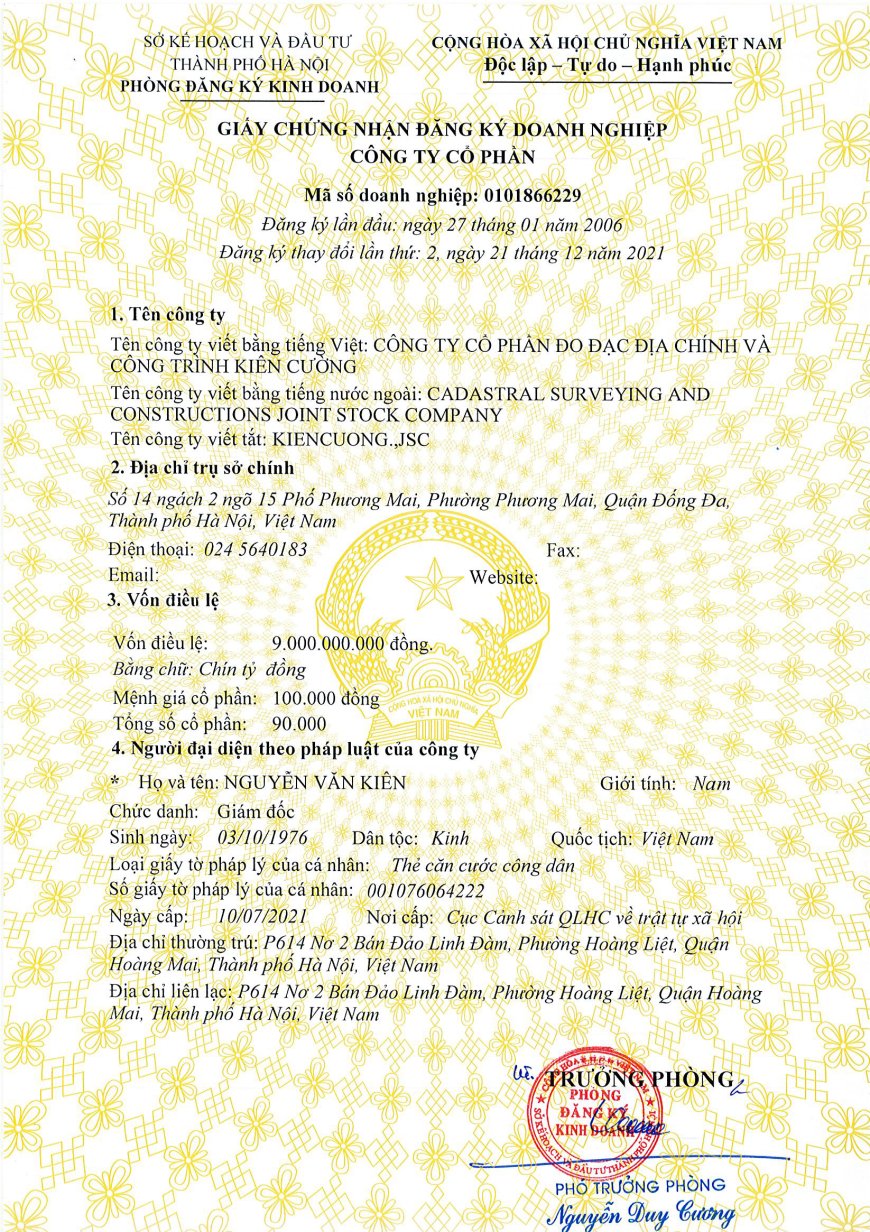 SỞ KẾ HOẠCH VÀ ĐẦU TƯ
THÀNH PHỐ HÀ NỘI
PHÒNG ĐĂNG KÝ KINH DOANH
CỘNG HÒA XÃ HỘI CHỦ NGHĨA VIỆT NAM
Độc lập – Tự do – Hạnh phúc
GIẤY CHỨNG NHẬN ĐĂNG KÝ DOANH NGHIỆP
CÔNG TY CỔ PHẦN
Mã số doanh nghiệp: 0101866229
Đăng ký lần đầu: ngày 27 tháng 01 năm 2006
Đăng ký thay đổi lần thứ: 2, ngày 21 tháng 12 năm 2021
1. Tên công ty
Tên công ty viết bằng tiếng Việt: CÔNG TY CỔ PHẦN ĐO ĐẠC ĐỊA CHÍNH VÀ
CÔNG TRÌNH KIÊN CƯỜNG
Tên công ty viết bằng tiếng nước ngoài: CADASTRAL SURVEYING AND
CONSTRUCTIONS JOINT STOCK COMPANY
Tên công ty viết tắt: KIENCUONG.,JSC
2. Địa chỉ trụ sở chính
Số 14 ngách 2 ngõ 15 Phố Phương Mai, Phường Phương Mai, Quận Đống Đa,
Thành phố Hà Nội, Việt Nam
Điện thoại: 024 5640183 Fax:
Email: Website:
3. Vốn điều lệ
Vốn điều lệ: 9.000.000.000 đồng.
Bằng chữ: Chín tỷ đồng
Mệnh giá cổ phần: 100.000 đồng
CỘNG HÒA XÃ HỘI CHỦ NGHĨA
VIỆT NAM
Tổng số cổ phần: 90.000
4. Người đại diện theo pháp luật của công ty
* Họ và tên: NGUYỄN VĂN KIÊN Giới tính: Nam
Chức danh: Giám đốc
Sinh ngày: 03/10/1976 Dân tộc: Kinh Quốc tịch: Việt Nam
Loại giấy tờ pháp lý của cá nhân: Thẻ căn cước công dân
Số giấy tờ pháp lý của cá nhân: 001076064222
Ngày cấp: 10/07/2021 Nơi cấp: Cục Cảnh sát QLHC về trật tự xã hội
Địa chỉ thường trú: P614 Nơ 2 Bán Đảo Linh Đàm, Phường Hoàng Liệt, Quận
Hoàng Mai, Thành phố Hà Nội, Việt Nam
Địa chỉ liên lạc: P614 Nơ 2 Bán Đảo Linh Đàm, Phường Hoàng Liệt, Quận Hoàng
Mai, Thành phố Hà Nội, Việt Nam
TRƯỞNG PHÒNG
PHÒNG
ĐĂNG KÝ
KINH DOANH
SỞ KẾ HOẠCH VÀ ĐẦU TƯ THÀNH PHỐ HÀ NỘI
PHÓ TRƯỞNG PHÒNG
Nguyễn Duy Cương